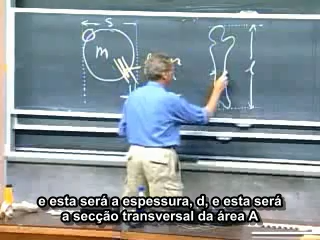 S
m
l
e esta será a espessura, d, e esta será
a secção transversal da área A